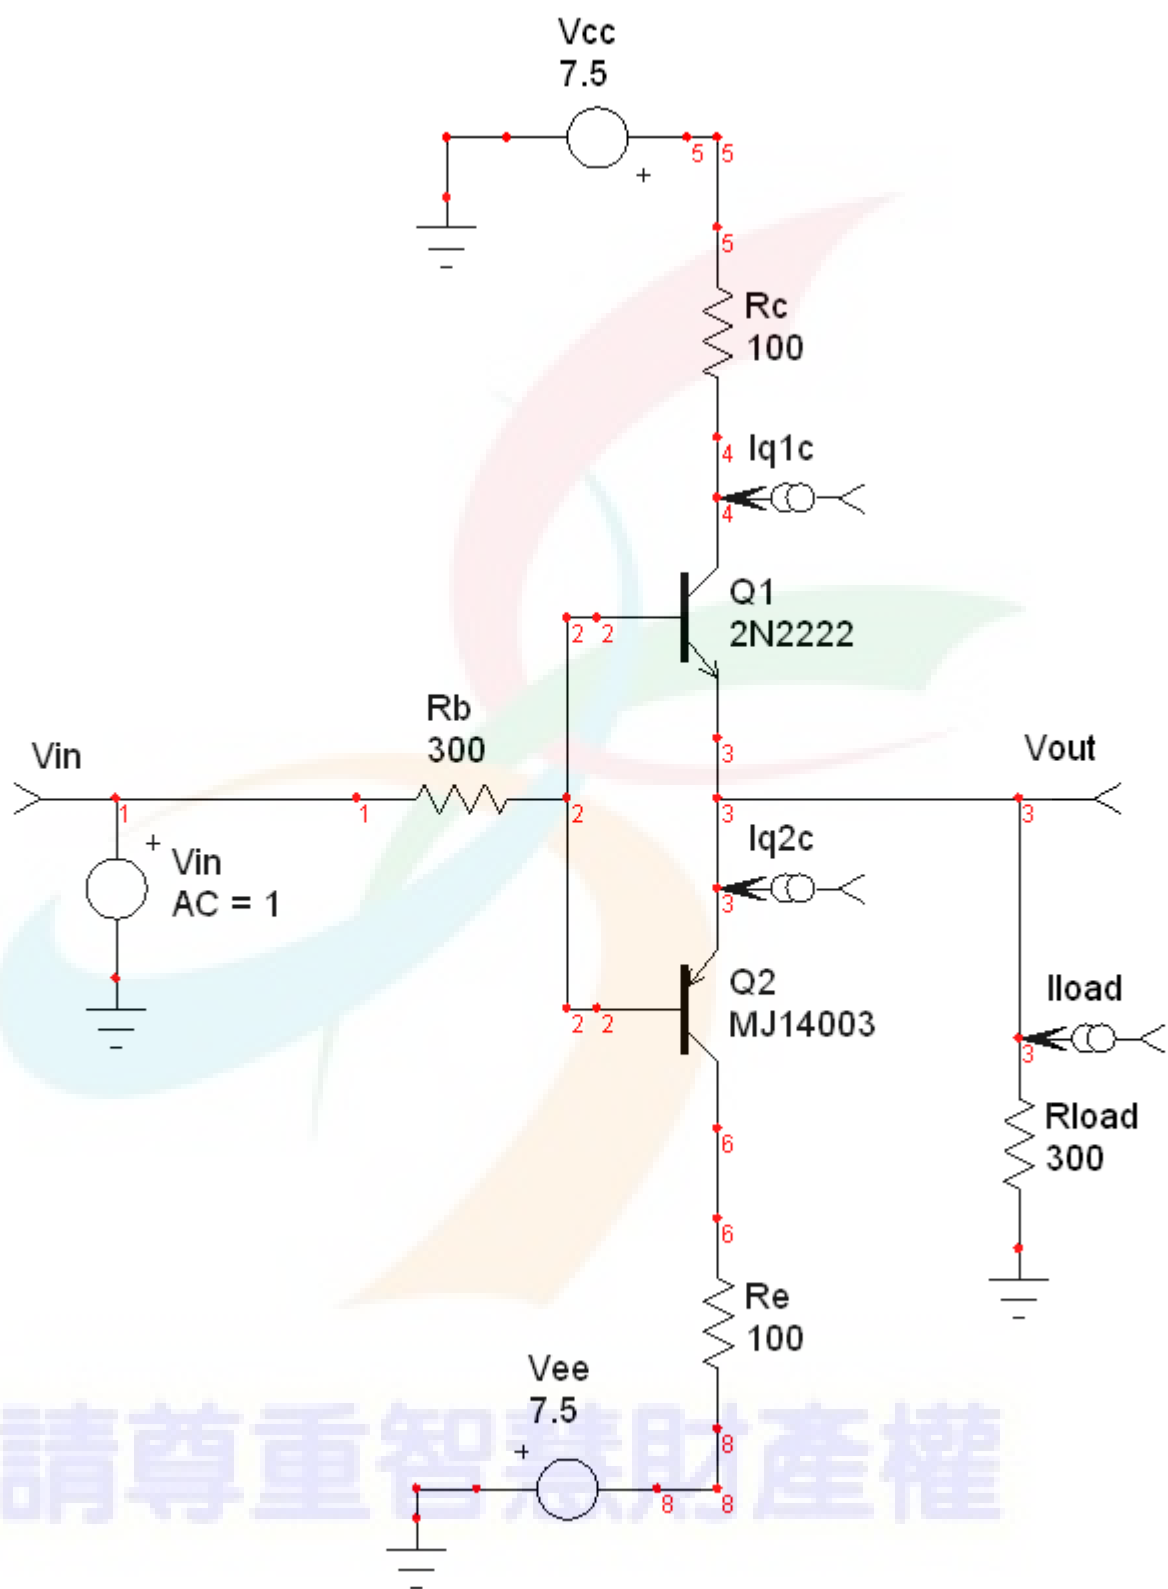 Vcc
7.5
+
5 5
5
Rc
100
4
Iq1c
4
Q1
2N2222
2 2
Rb
300
3
Vin
Vout
1
1
2
3
3
+
Vin
AC = 1
Iq2c
3
Q2
MJ14003
2 2
Iload
3
6
Rload
300
6
Re
100
Vee
7.5
+
8
8 8
請尊重智慧財產權